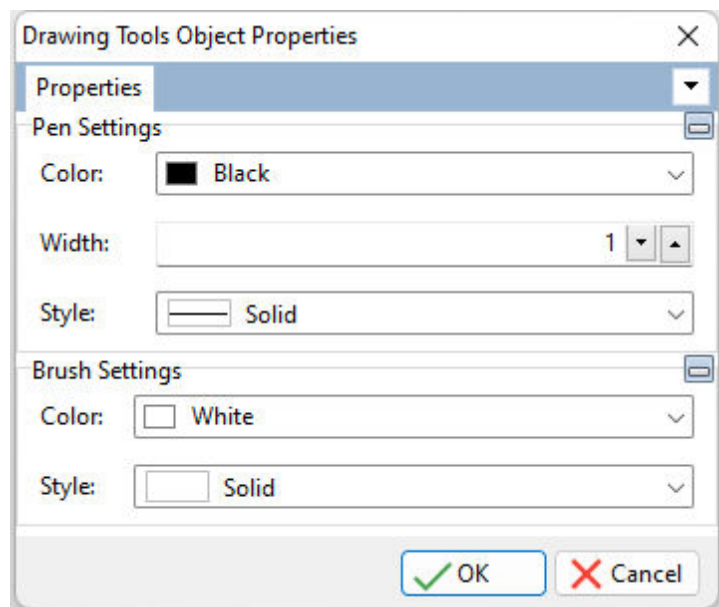 Drawing Tools Object Properties
Properties
Pen Settings
Color: Black
Width: 1
Style: Solid
Brush Settings
Color: White
Style: Solid
OK Cancel